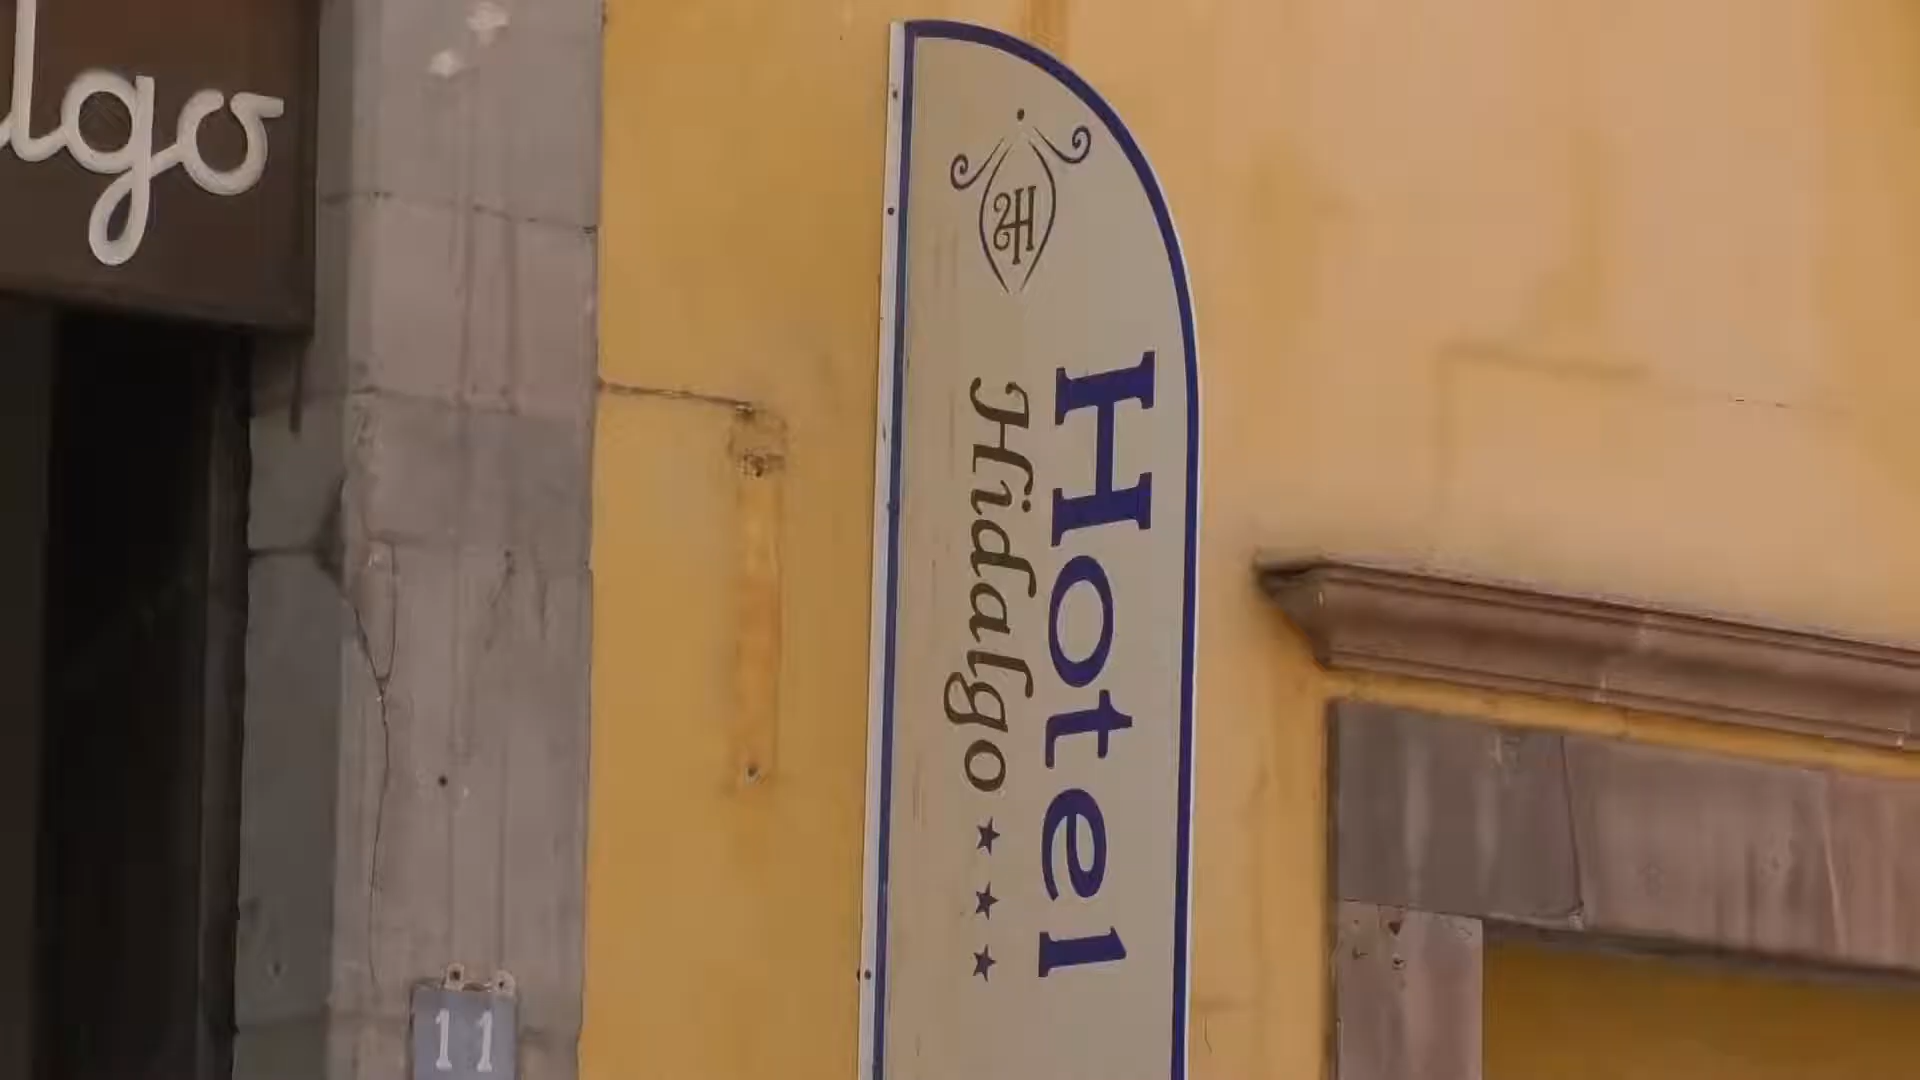 lgo
H
Hotel
Hidalgo ★ ★ ★
11